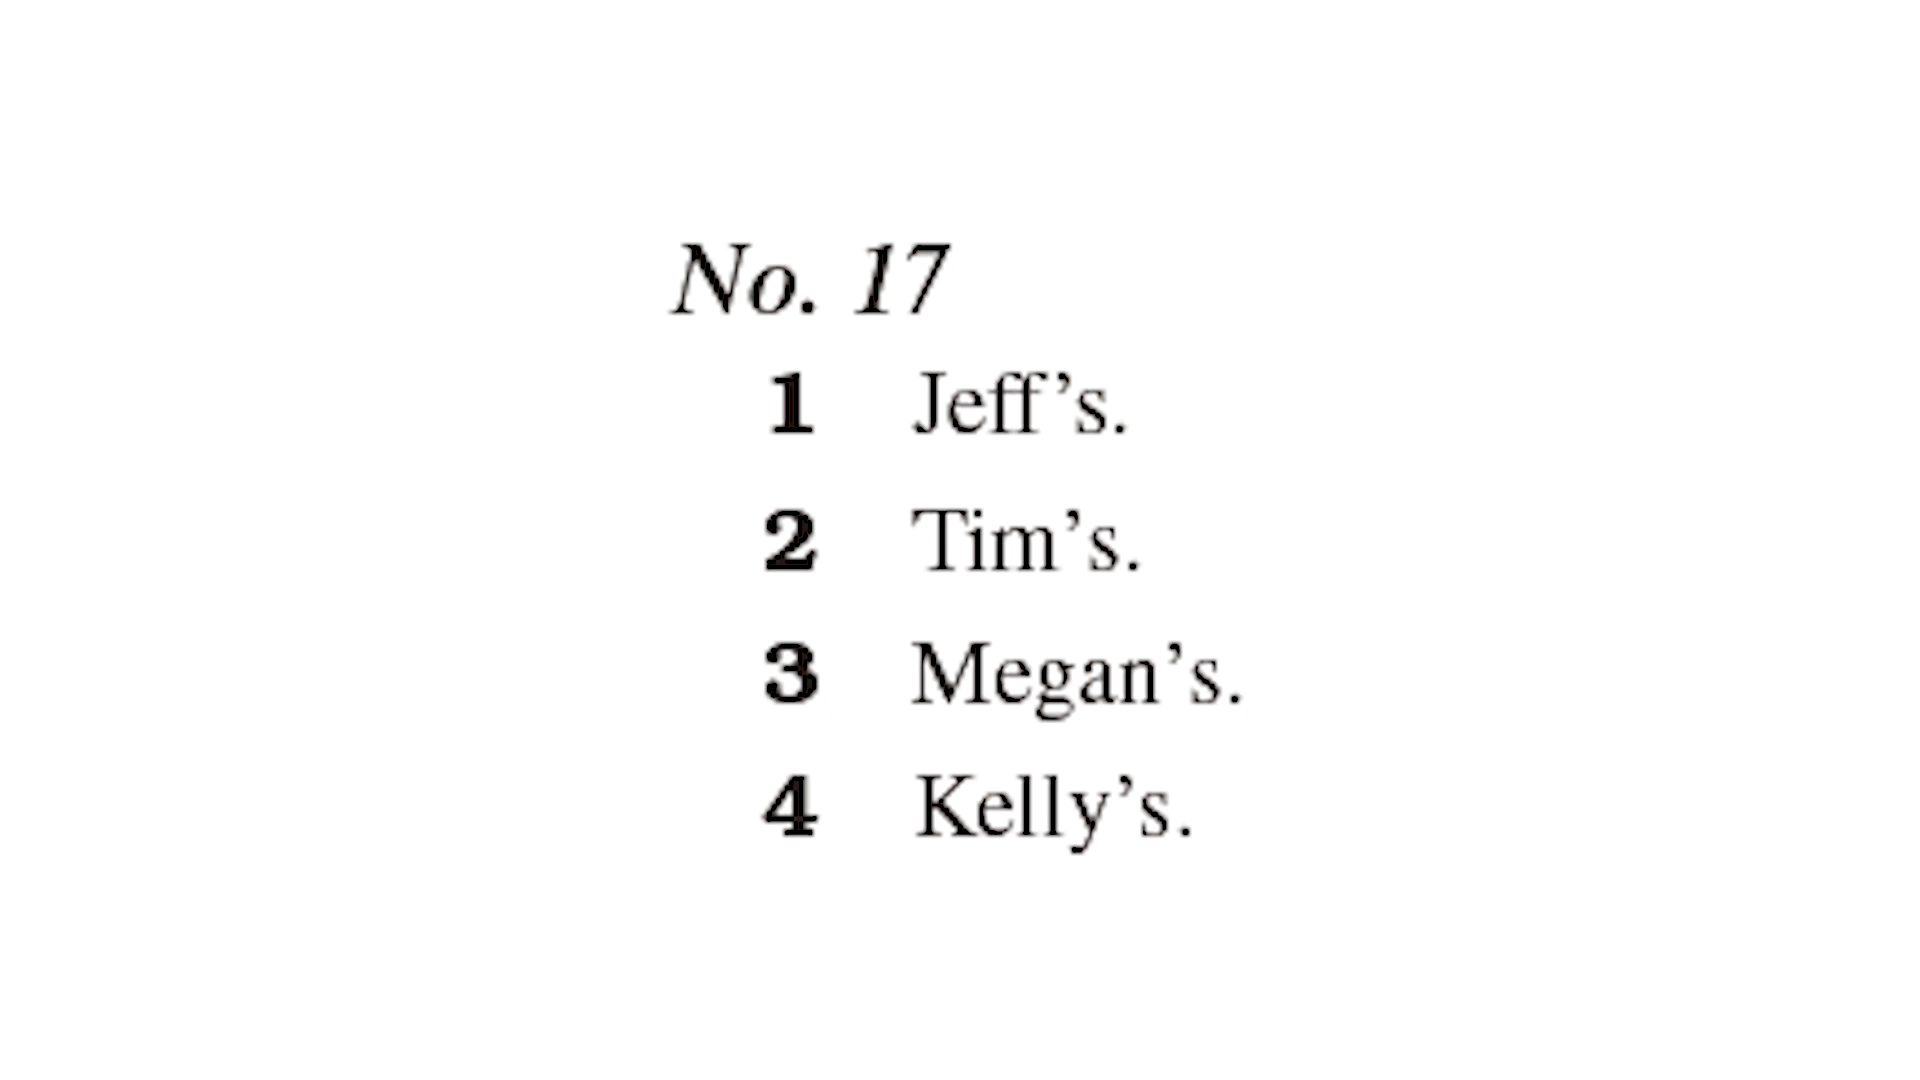 No. 17
1 Jeff’s.
2 Tim’s.
3 Megan’s.
4 Kelly’s.